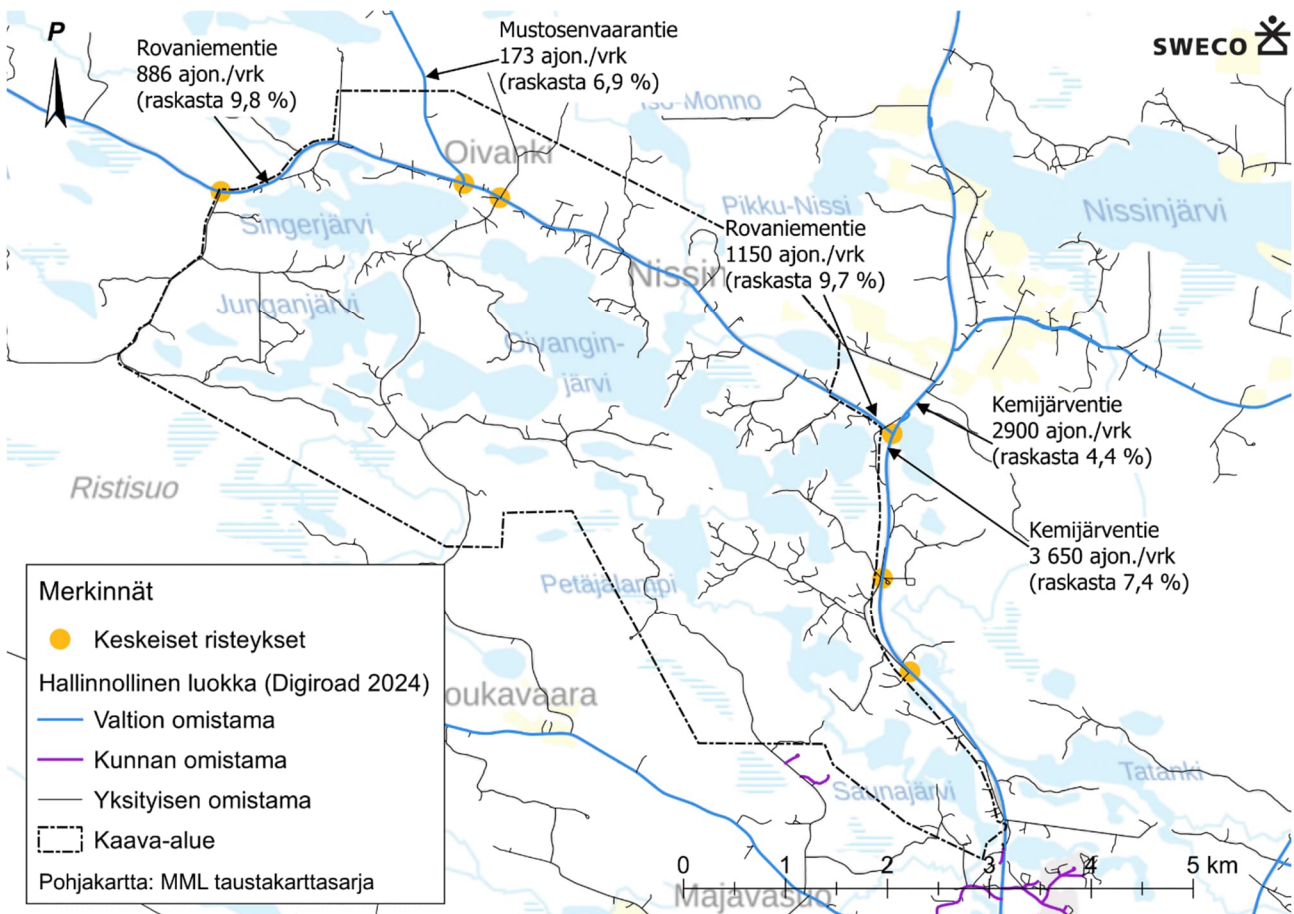 P
Rovaniementie
886 ajon./vrk
(raskasta 9,8 %)
Mustosenvaarantie
173 ajon./vrk
(raskasta 6,9 %)
SWECO
Iso-Monno
Oivanki
Singerjärvi
Pikku-Nissi
Nissinjärvi
Rovaniementie
1150 ajon./vrk
(raskasta 9,7 %)
Nissin
Junganjärvi
Oivangin-
järvi
Kemijärventie
2900 ajon./vrk
(raskasta 4,4 %)
Ristisuo
Kemijärventie
3 650 ajon./vrk
(raskasta 7,4 %)
Petäjälampi
Merkinnät
Keskeiset risteykset
Hallinnollinen luokka (Digiroad 2024)
Valtion omistama
Kunnan omistama
Yksityisen omistama
Kaava-alue
Pohjakartta: MML taustakarttasarja
oukavaara
Saunajärvi
Tatanki
0 1 2 3 4 5 km
Majavasuo